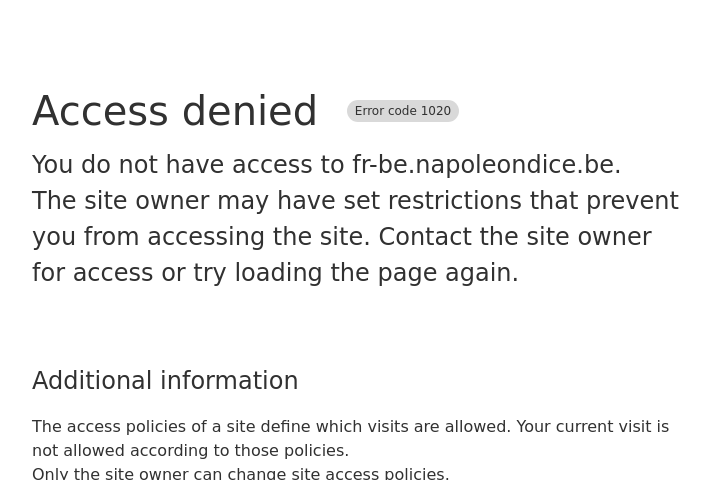 Access denied Error code 1020
You do not have access to fr-be.napoleondice.be.
The site owner may have set restrictions that prevent
you from accessing the site. Contact the site owner
for access or try loading the page again.
Additional information
The access policies of a site define which visits are allowed. Your current visit is
not allowed according to those policies.
Only the site owner can change site access policies.